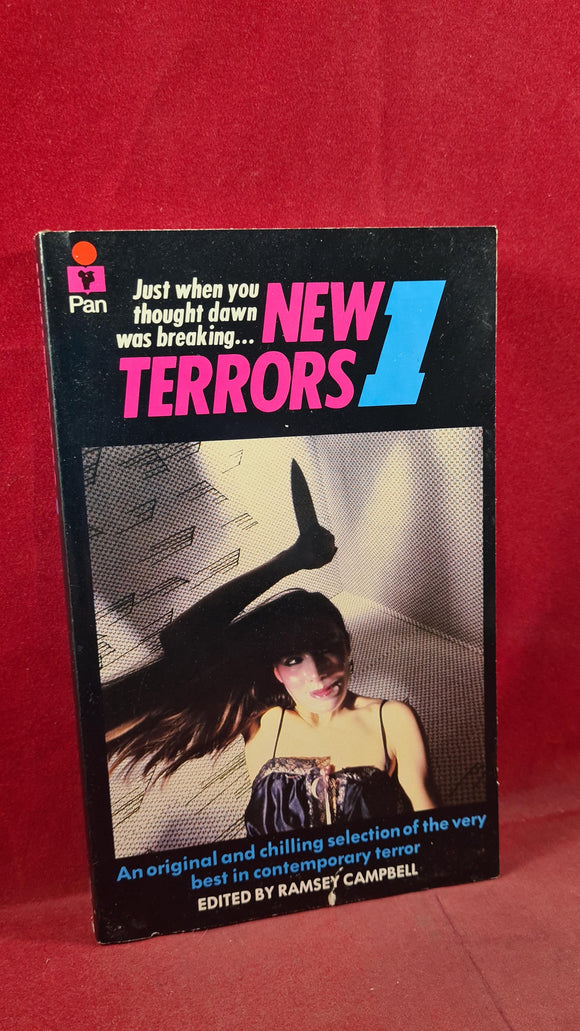 Pan
Just when you
thought dawn
was breaking...
NEW
TERRORS 1
An original and chilling selection of the very
best in contemporary terror
EDITED BY RAMSEY CAMPBELL